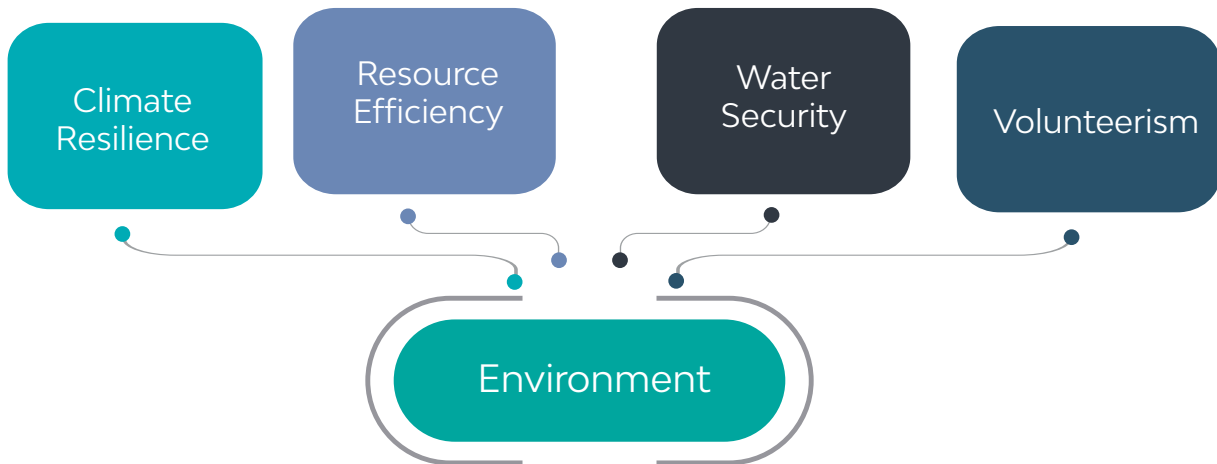 Climate
Resilience
Resource
Efficiency
Water
Security
Volunteerism
Environment